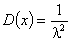 D(x) = 1/λ²